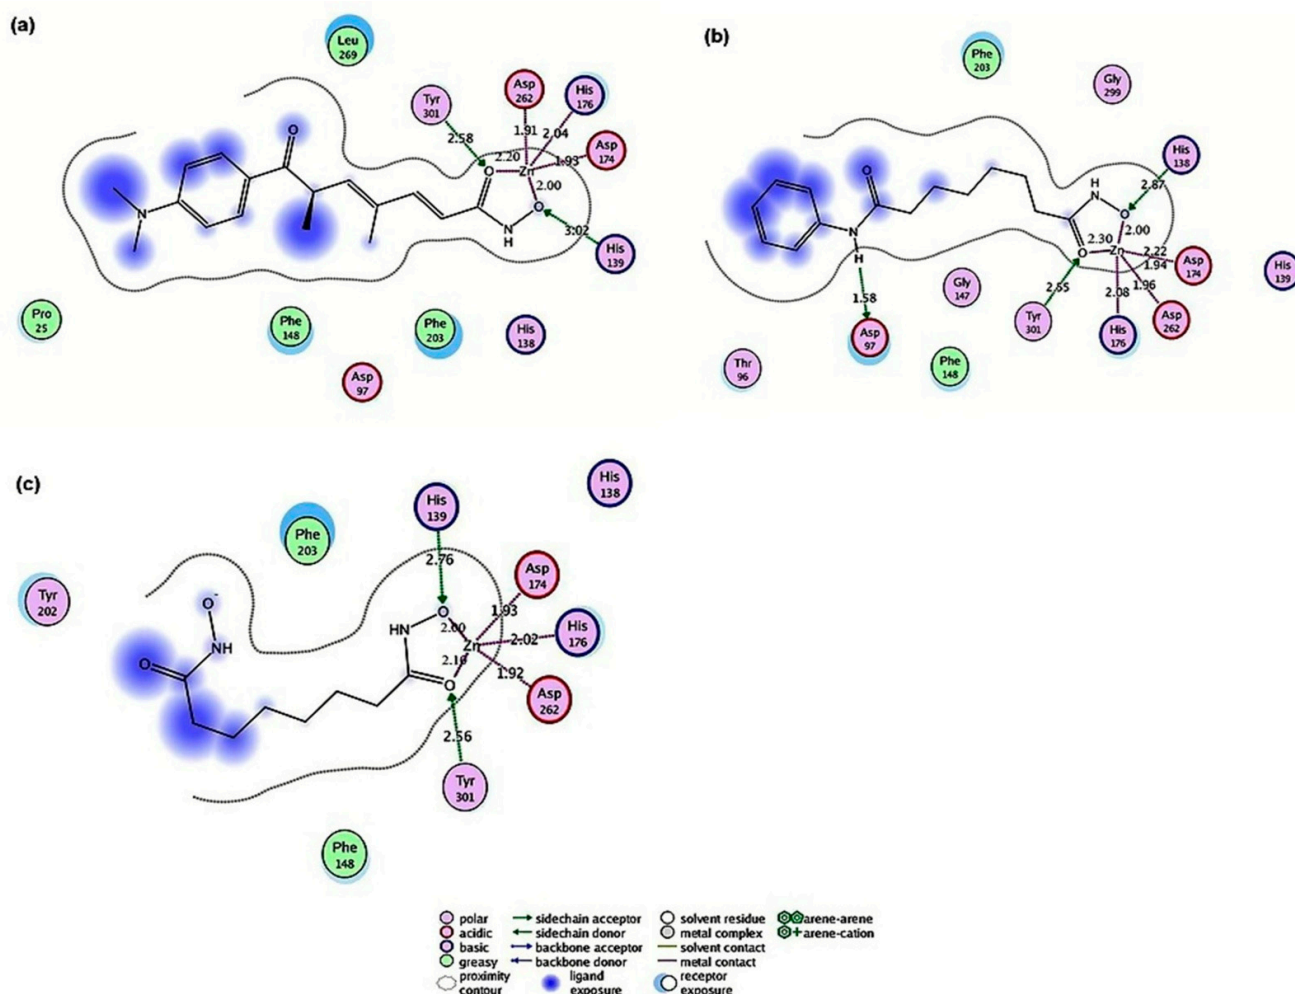 (a)
Leu
269
Tyr
301
Asp
262
His
176
Asp
174
2.58
1.91
2.04
1.93
2.20
Zn
2.00
O
O
O
N
N
H
3.02
His
139
Pro
25
Phe
148
Phe
203
His
138
Asp
97
(b)
Phe
203
Gly
299
His
138
2.87
H
N
O
O
O
N
H
2.00
2.30
Zn
2.22
1.94
Asp
174
His
139
1.58
Gly
147
2.55
Tyr
301
2.08
1.96
His
176
Asp
262
Asp
97
Thr
96
Phe
148
(c)
His
138
His
139
Phe
203
2.76
Asp
174
Tyr
202
O-
NH
O
HN
O
2.00
1.93
Zn
2.02
His
176
2.10
O
1.92
Asp
262
2.56
Tyr
301
Phe
148
polar
acidic
basic
greasy
proximity
contour
sidechain acceptor
sidechain donor
backbone acceptor
backbone donor
ligand
exposure
solvent residue
metal complex
solvent contact
metal contact
receptor
exposure
arene-arene
arene-cation